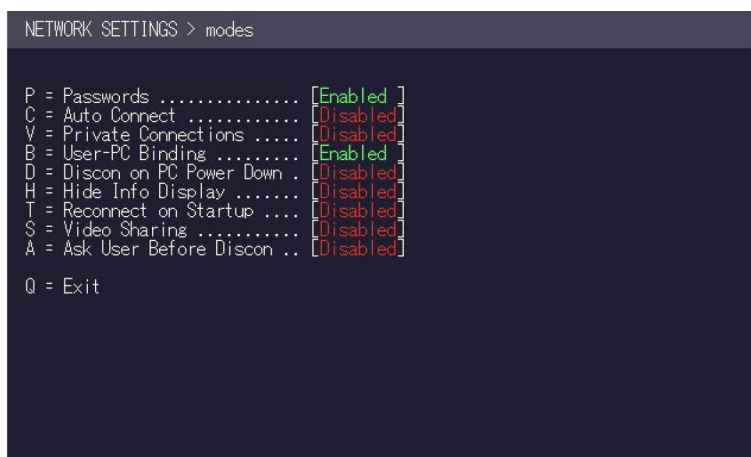 NETWORK SETTINGS > modes
P = Passwords ............... [Enabled ]
C = Auto Connect ............ [Disabled]
V = Private Connections ..... [Disabled]
B = User-PC Binding ......... [Enabled ]
D = Discon on PC Power Down . [Disabled]
H = Hide Info Display ....... [Disabled]
T = Reconnect on Startup .... [Disabled]
S = Video Sharing ........... [Disabled]
A = Ask User Before Discon .. [Disabled]
Q = Exit